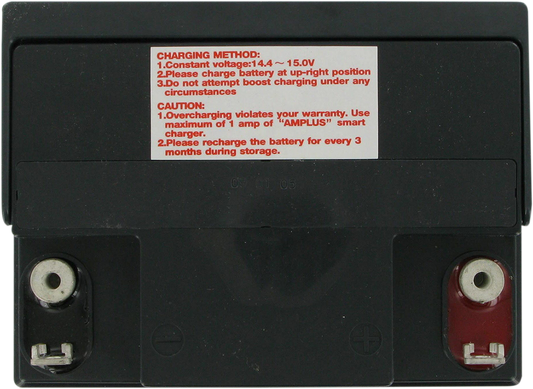 CHARGING METHOD:
1.Constant voltage:14.4～15.0V
2.Please charge battery at up-right position
3.Do not attempt boost charging under any
circumstances
CAUTION:
1.Overcharging violates your warranty. Use
maximum of 1 amp of "AMPLUS" smart
charger.
2.Please recharge the battery for every 3
months during storage.